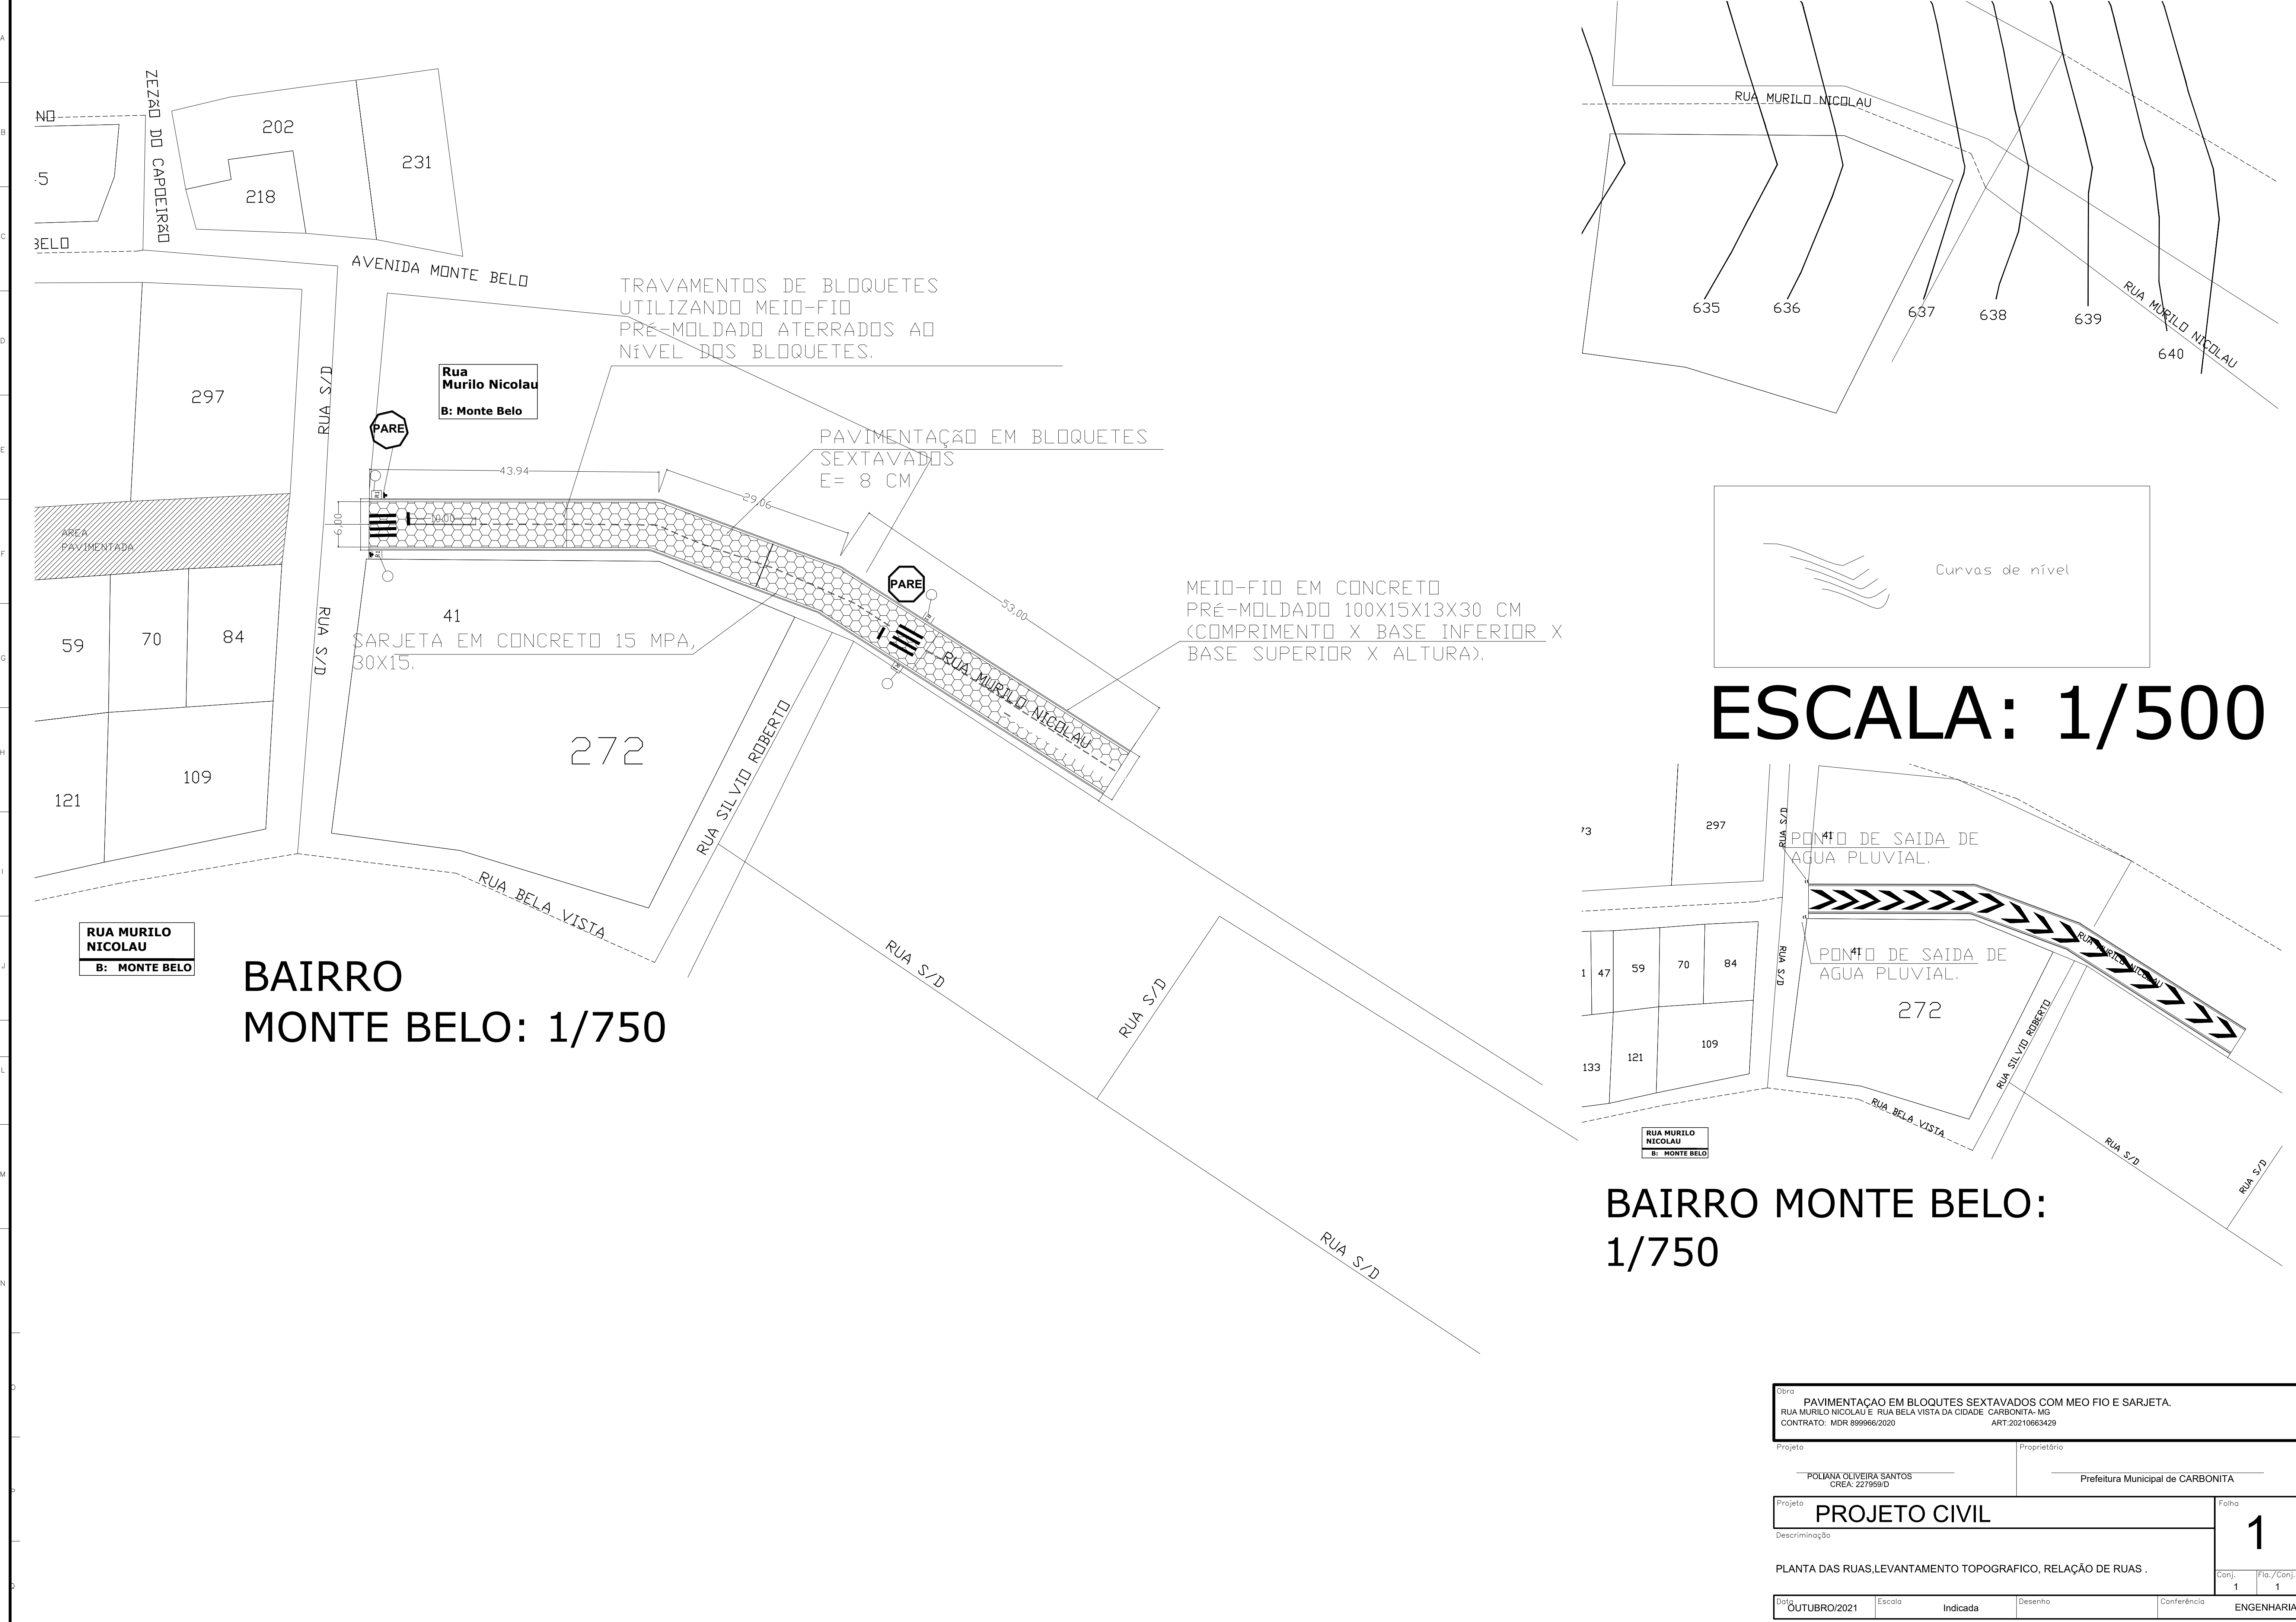 A
B
C
D
E
F
G
H
I
J
L
M
N
O
P
Q
NO
ZEZÃO DO CAPOEIRÃO
202
231
218
BELO
AVENIDA MONTE BELO
TRAVAMENTOS DE BLOQUETES
UTILIZANDO MEIO-FIO
PRÉ-MOLDADO ATERRADOS AO
NÍVEL DOS BLOQUETES.
297
RUA S/D
Rua
Murilo Nicolau
B: Monte Belo
PARE
PAVIMENTAÇÃO EM BLOQUETES
SEXTAVADOS
E= 8 CM
43.94
29.06
53,00
6,00
10.00
AREA
PAVIMENTADA
PARE
MEIO-FIO EM CONCRETO
PRÉ-MOLDADO 100X15X13X30 CM
(COMPRIMENTO X BASE INFERIOR X
BASE SUPERIOR X ALTURA).
41
SARJETA EM CONCRETO 15 MPA,
30X15.
59
70
84
RUA S/D
RUA MURILO NICOLAU
272
RUA SILVIO ROBERTO
109
121
RUA BELA VISTA
RUA S/D
RUA S/D
RUA S/D
RUA MURILO
NICOLAU
B: MONTE BELO
BAIRRO
MONTE BELO: 1/750
RUA MURILO NICOLAU
635
636
637
638
639
640
RUA MURILO NICOLAU
Curvas de nível
ESCALA: 1/500
73
297
RUA S/D
41
PONTO DE SAIDA DE
AGUA PLUVIAL.
41
PONTO DE SAIDA DE
AGUA PLUVIAL.
RUA MURILO NICOLAU
1
47
59
70
84
RUA S/D
272
RUA SILVIO ROBERTO
133
121
109
RUA BELA VISTA
RUA S/D
RUA S/D
RUA MURILO
NICOLAU
B: MONTE BELO
BAIRRO MONTE BELO:
1/750
Obra
PAVIMENTAÇAO EM BLOQUTES SEXTAVADOS COM MEO FIO E SARJETA.
RUA MURILO NICOLAU E RUA BELA VISTA DA CIDADE CARBONITA- MG
CONTRATO: MDR 899966/2020 ART:20210663429
Projeto
Proprietário
POLIANA OLIVEIRA SANTOS
CREA: 227959/D
Prefeitura Municipal de CARBONITA
Projeto
PROJETO CIVIL
Folha
1
Descriminação
PLANTA DAS RUAS,LEVANTAMENTO TOPOGRAFICO, RELAÇÃO DE RUAS .
Conj.
1
Fla./Conj.
1
Data
OUTUBRO/2021
Escala
Indicada
Desenho
Conferência
ENGENHARIA